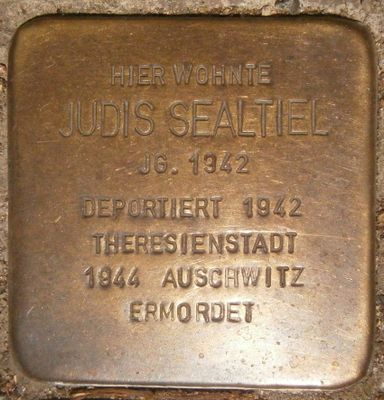 HIER WOHNTE
JUDIS SEALTIEL
JG. 1942
DEPORTIERT 1942
THERESIENSTADT
1944 AUSCHWITZ
ERMORDET